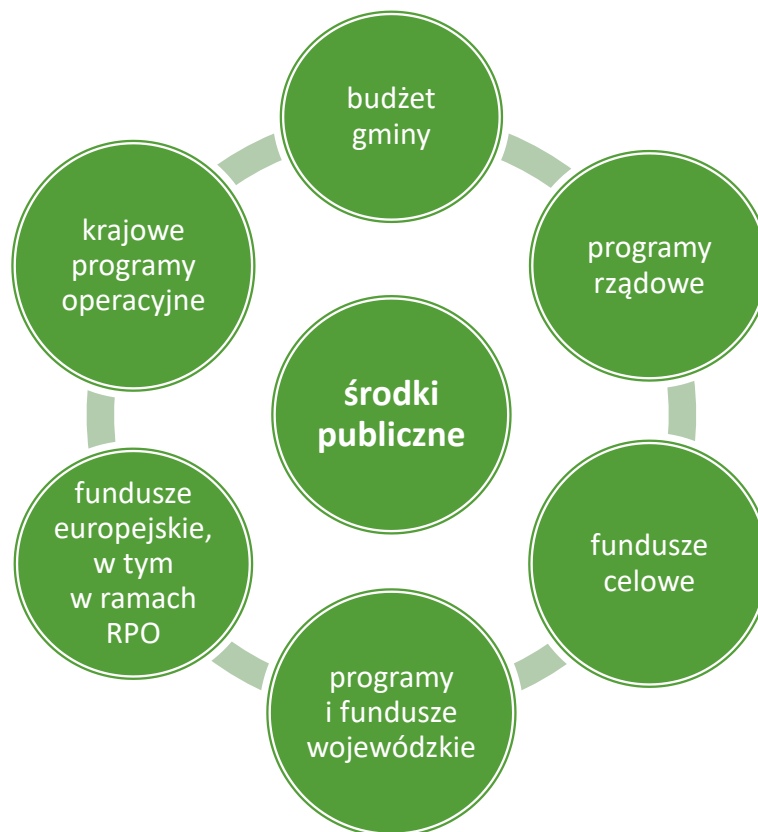 budżet
gminy
programy
rządowe
fundusze
celowe
programy
i fundusze
wojewódzkie
fundusze
europejskie,
w tym
w ramach
RPO
krajowe
programy
operacyjne
środki
publiczne